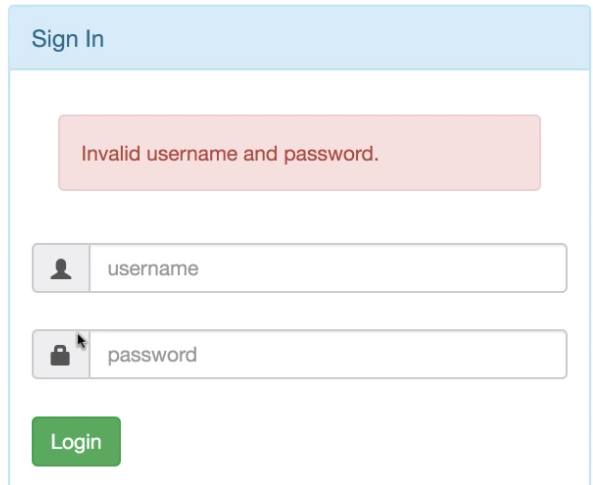 Sign In
Invalid username and password.
username
password
Login